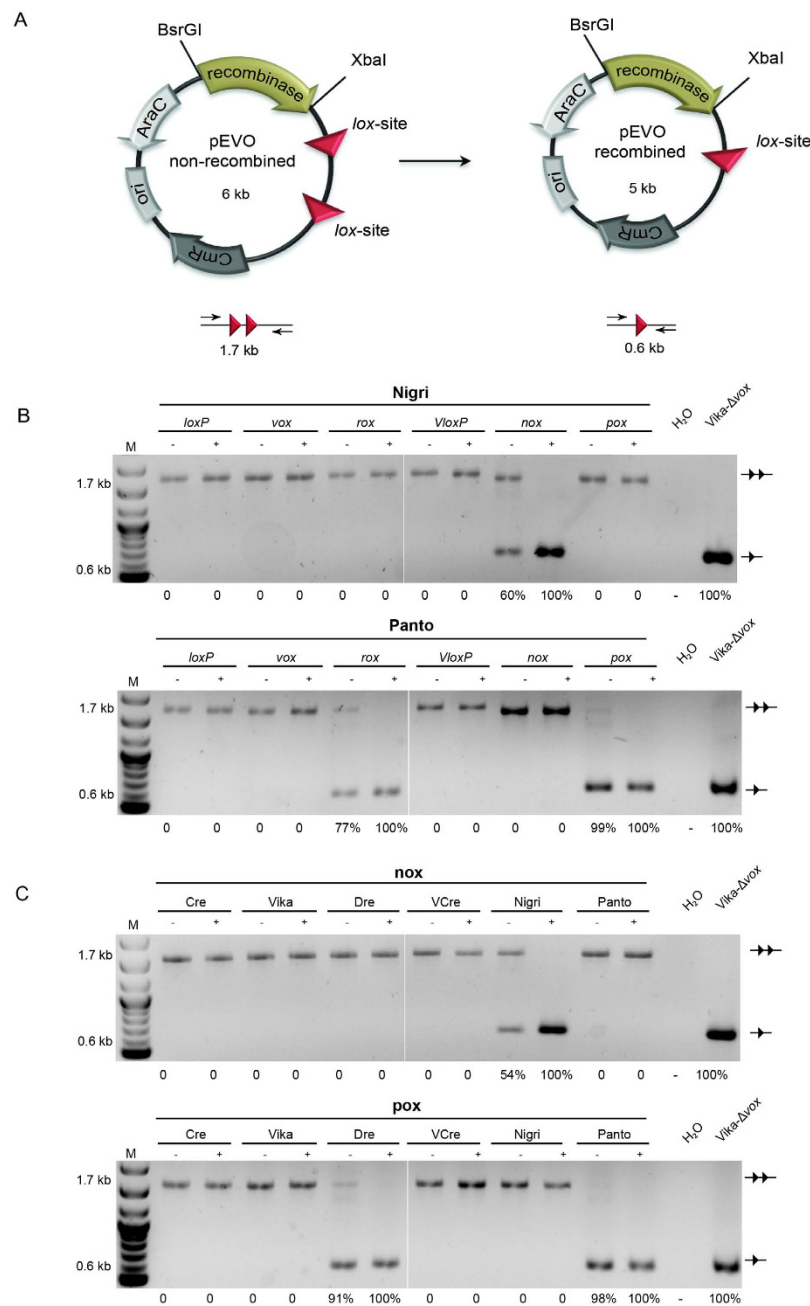 A
BsrGI
recombinase
XbaI
AraC
pEVO
non-recombined
6 kb
lox-site
lox-site
ori
CmR
1.7 kb
BsrGI
recombinase
XbaI
AraC
pEVO
recombined
5 kb
lox-site
ori
CmR
0.6 kb
B
Nigri
loxP vox rox VloxP nox pox H₂O Vika-Δvox
M - + - + - + - + - + - +
1.7 kb
0.6 kb
0 0 0 0 0 0 0 0 60% 100% 0 0 - 100%
Panto
loxP vox rox VloxP nox pox H₂O Vika-Δvox
M - + - + - + - + - + - +
1.7 kb
0.6 kb
0 0 0 0 77% 100% 0 0 0 0 99% 100% - 100%
C
nox
Cre Vika Dre VCre Nigri Panto H₂O Vika-Δvox
M - + - + - + - + - + - +
1.7 kb
0.6 kb
0 0 0 0 0 0 0 0 54% 100% 0 0 - 100%
pox
Cre Vika Dre VCre Nigri Panto H₂O Vika-Δvox
M - + - + - + - + - + - +
1.7 kb
0.6 kb
0 0 0 0 91% 100% 0 0 0 0 98% 100% - 100%